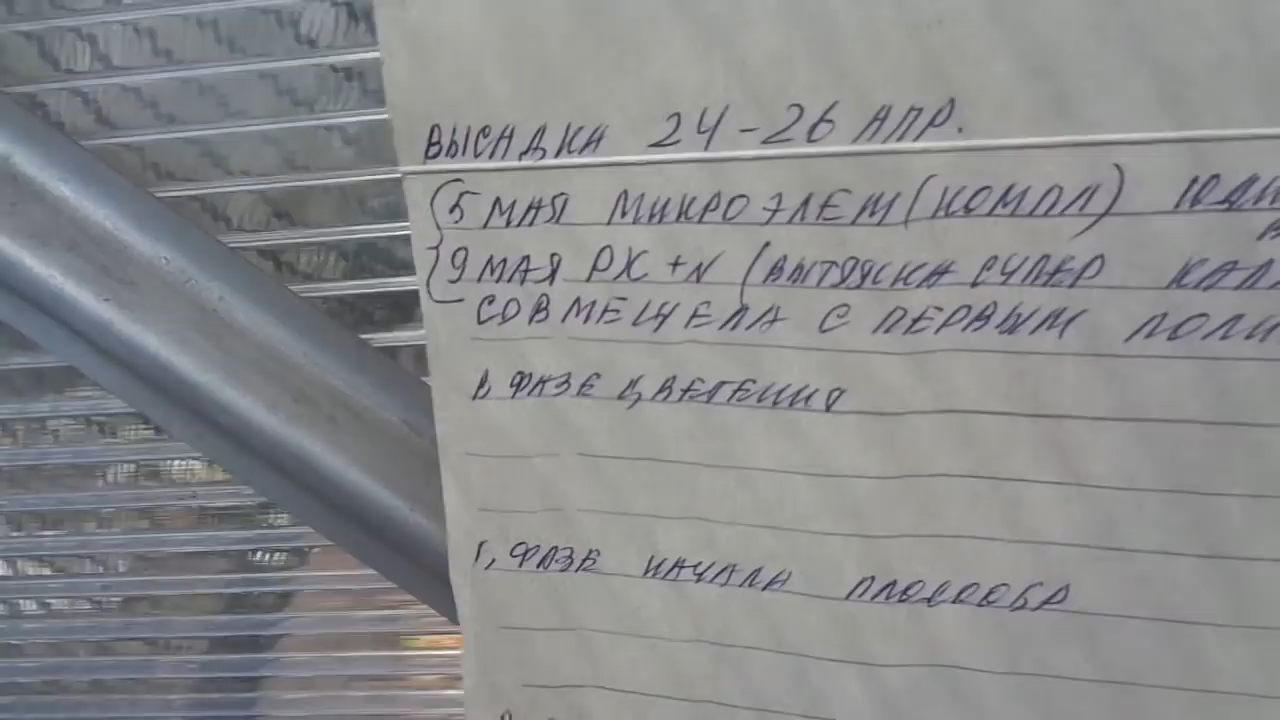 ВЫСАДКА 24-26 АПР.
5 МАЯ МИКРОЭЛЕМ (КОМПЛ)
9 МАЯ РК + N (ВЫТЯЖКА СУПЕР
СОВМЕЩЕНА С ПЕРВЫМ
В ФАЗЕ ЦВЕТЕНИЯ
ФАЗЕ НАЧАЛА ПЛОДООБР